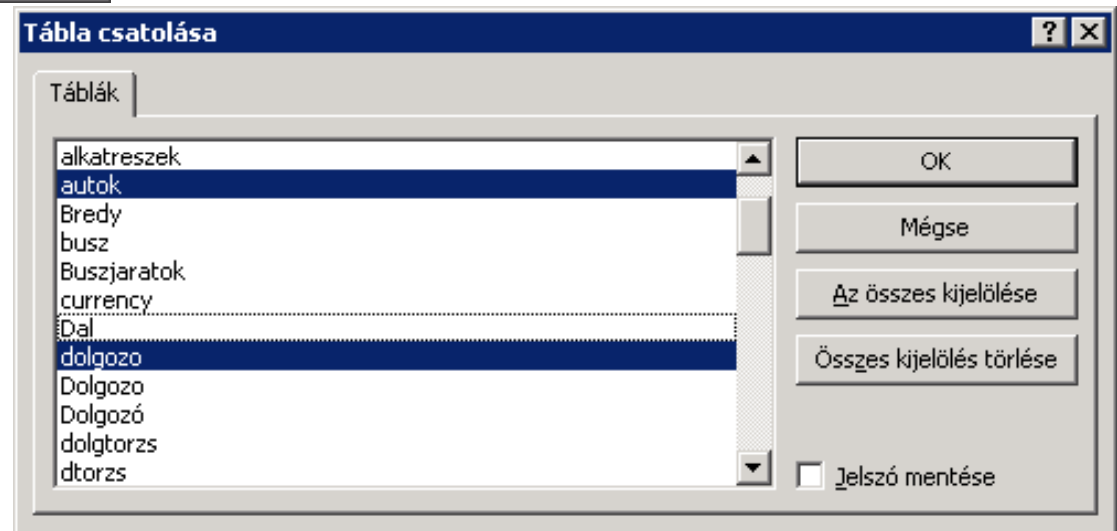 Tábla csatolása
Táblák
alkatreszek
autok
Bredy
busz
Buszjaratok
currency
Dal
dolgozo
Dolgozo
Dolgozó
dolgtorzs
dtorzs
OK
Mégse
Az összes kijelölése
Összes kijelölés törlése
Jelszó mentése